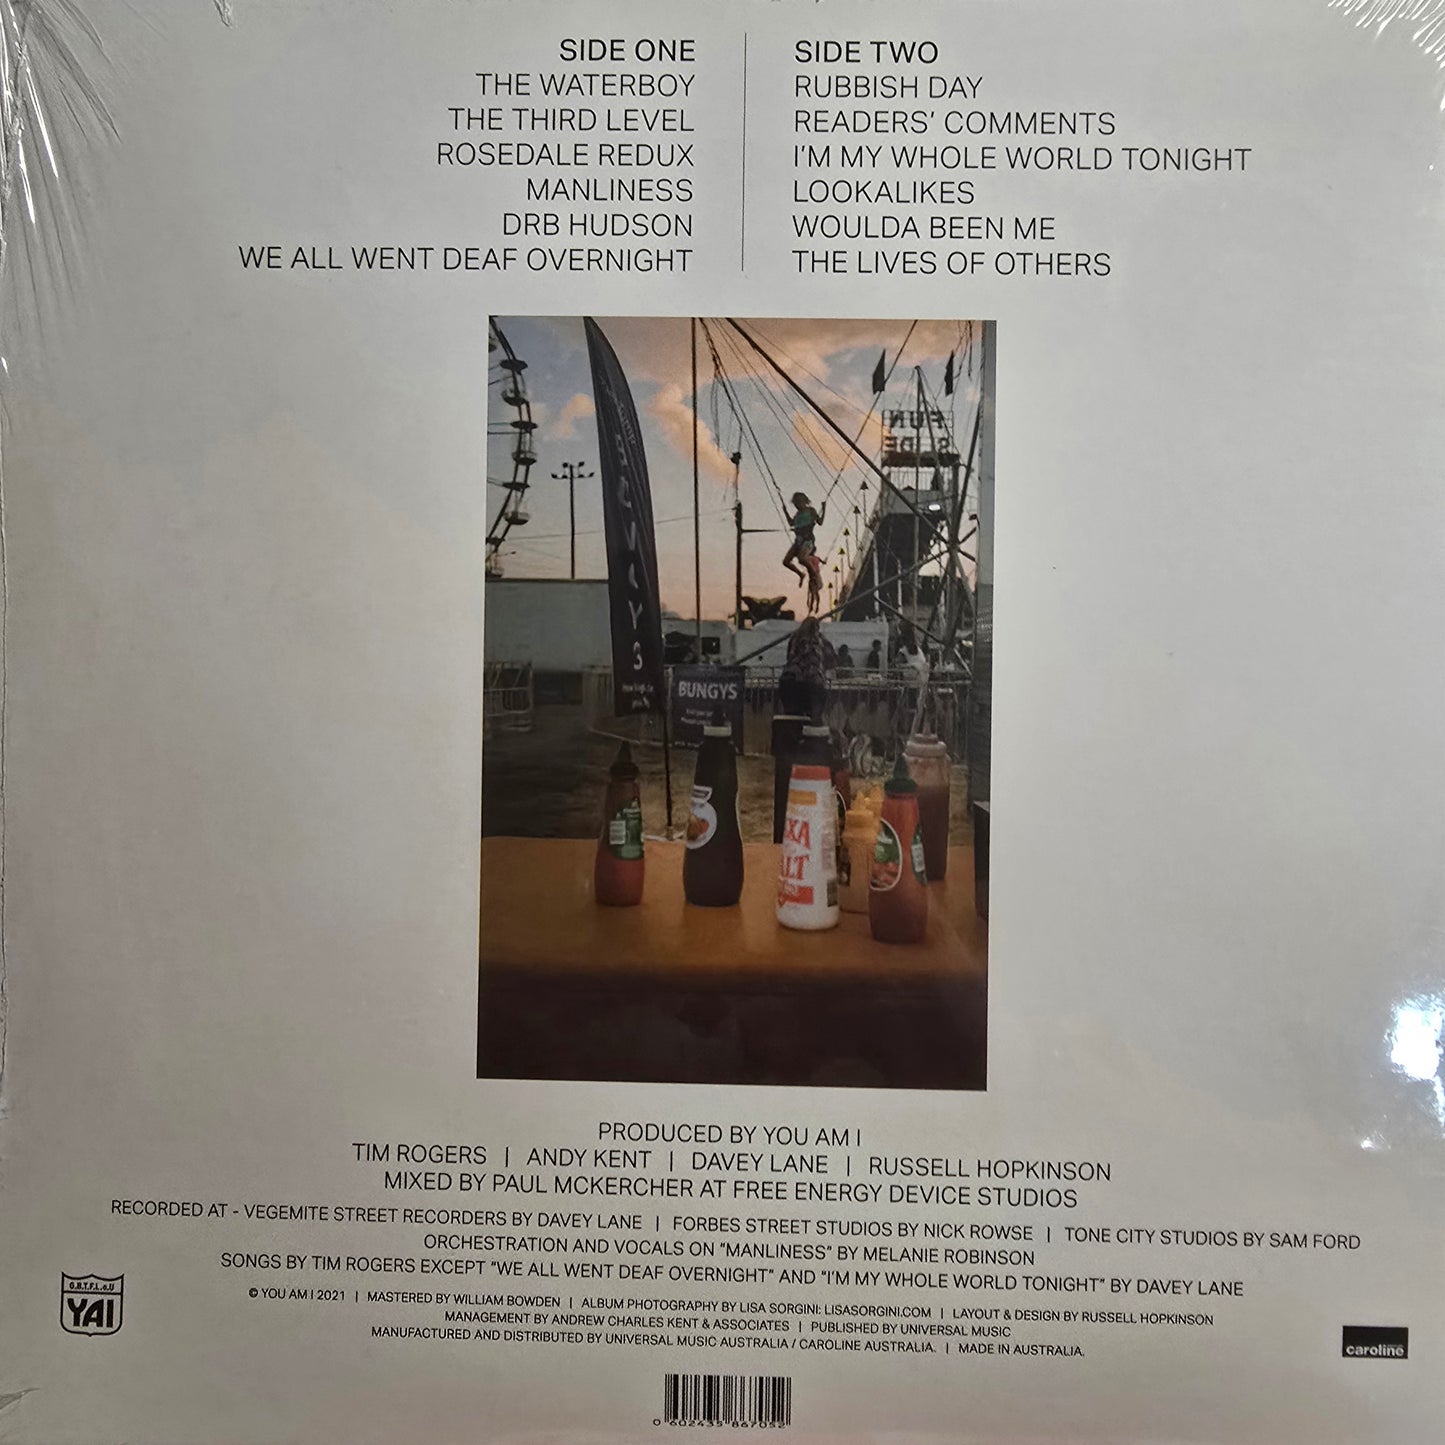 SIDE ONE
THE WATERBOY
THE THIRD LEVEL
ROSEDALE REDUX
MANLINESS
DRB HUDSON
WE ALL WENT DEAF OVERNIGHT
SIDE TWO
RUBBISH DAY
READERS' COMMENTS
I'M MY WHOLE WORLD TONIGHT
LOOKALIKES
WOULDA BEEN ME
THE LIVES OF OTHERS
FUN
BUNGYS
PRODUCED BY YOU AM I
TIM ROGERS | ANDY KENT | DAVEY LANE | RUSSELL HOPKINSON
MIXED BY PAUL MCKERCHER AT FREE ENERGY DEVICE STUDIOS
RECORDED AT - VEGEMITE STREET RECORDERS BY DAVEY LANE | FORBES STREET STUDIOS BY NICK ROWSE | TONE CITY STUDIOS BY SAM FORD
ORCHESTRATION AND VOCALS ON "MANLINESS" BY MELANIE ROBINSON
SONGS BY TIM ROGERS EXCEPT "WE ALL WENT DEAF OVERNIGHT" AND "I'M MY WHOLE WORLD TONIGHT" BY DAVEY LANE
© YOU AM I 2021 | MASTERED BY WILLIAM BOWDEN | ALBUM PHOTOGRAPHY BY LISA SORGINI: LISASORGINI.COM | LAYOUT & DESIGN BY RUSSELL HOPKINSON
MANAGEMENT BY ANDREW CHARLES KENT & ASSOCIATES | PUBLISHED BY UNIVERSAL MUSIC
MANUFACTURED AND DISTRIBUTED BY UNIVERSAL MUSIC AUSTRALIA / CAROLINE AUSTRALIA. | MADE IN AUSTRALIA.
G.B.T.F.L.o.U
YAI
caroline
0 602435 867052